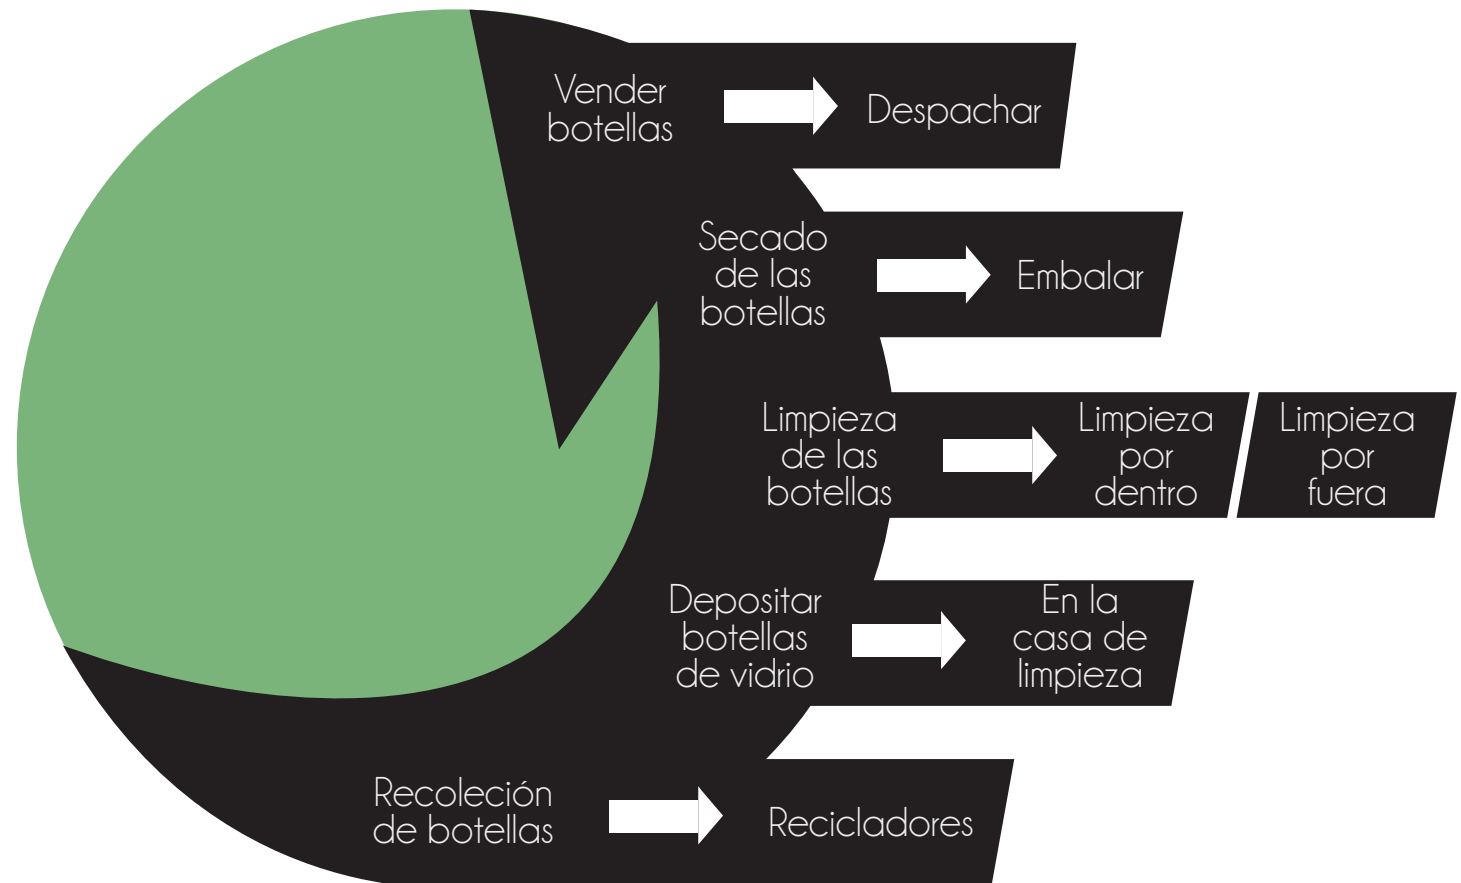 Vender
botellas
Despachar
Secado
de las
botellas
Embalar
Limpieza
de las
botellas
Limpieza
por
dentro
Limpieza
por
fuera
Depositar
botellas
de vidrio
En la
casa de
limpieza
Recoleción
de botellas
Recicladores